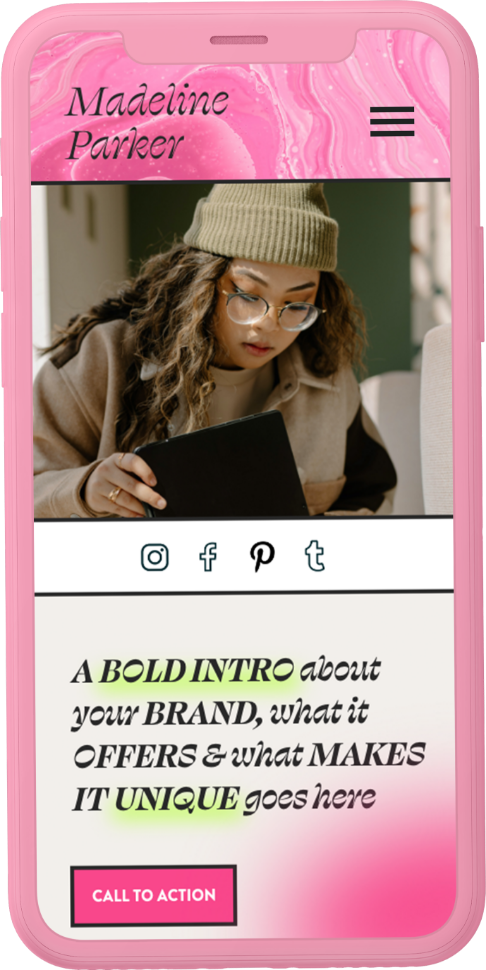 Madeline
Parker
A BOLD INTRO about
your BRAND, what it
OFFERS & what MAKES
IT UNIQUE goes here
CALL TO ACTION